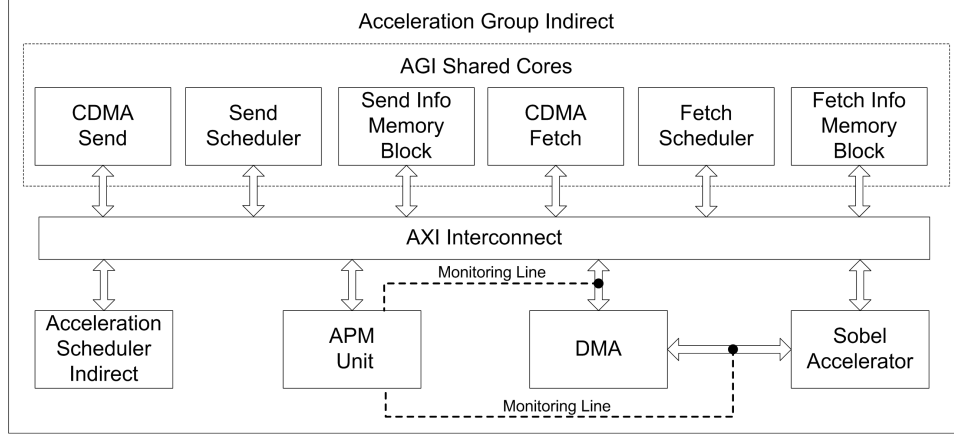 Acceleration Group Indirect
AGI Shared Cores
CDMA
Send
Send
Scheduler
Send Info
Memory
Block
CDMA
Fetch
Fetch
Scheduler
Fetch Info
Memory
Block
AXI Interconnect
Monitoring Line
Acceleration
Scheduler
Indirect
APM
Unit
DMA
Sobel
Accelerator
Monitoring Line